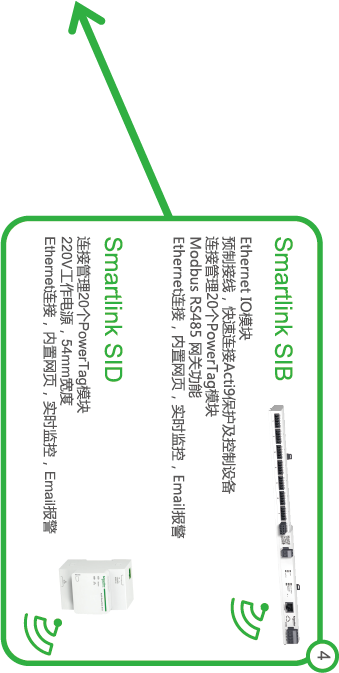 Smartlink SIB
Ethernet IO模块
预制接线，快速连接Acti9保护及控制设备
连接管理20个PowerTag模块
Modbus RS485 网关功能
Ethernet连接，内置网页，实时监控，Email报警
Smartlink SID
连接管理20个PowerTag模块
220V工作电源，54mm宽度
Ethernet连接，内置网页，实时监控，Email报警
4